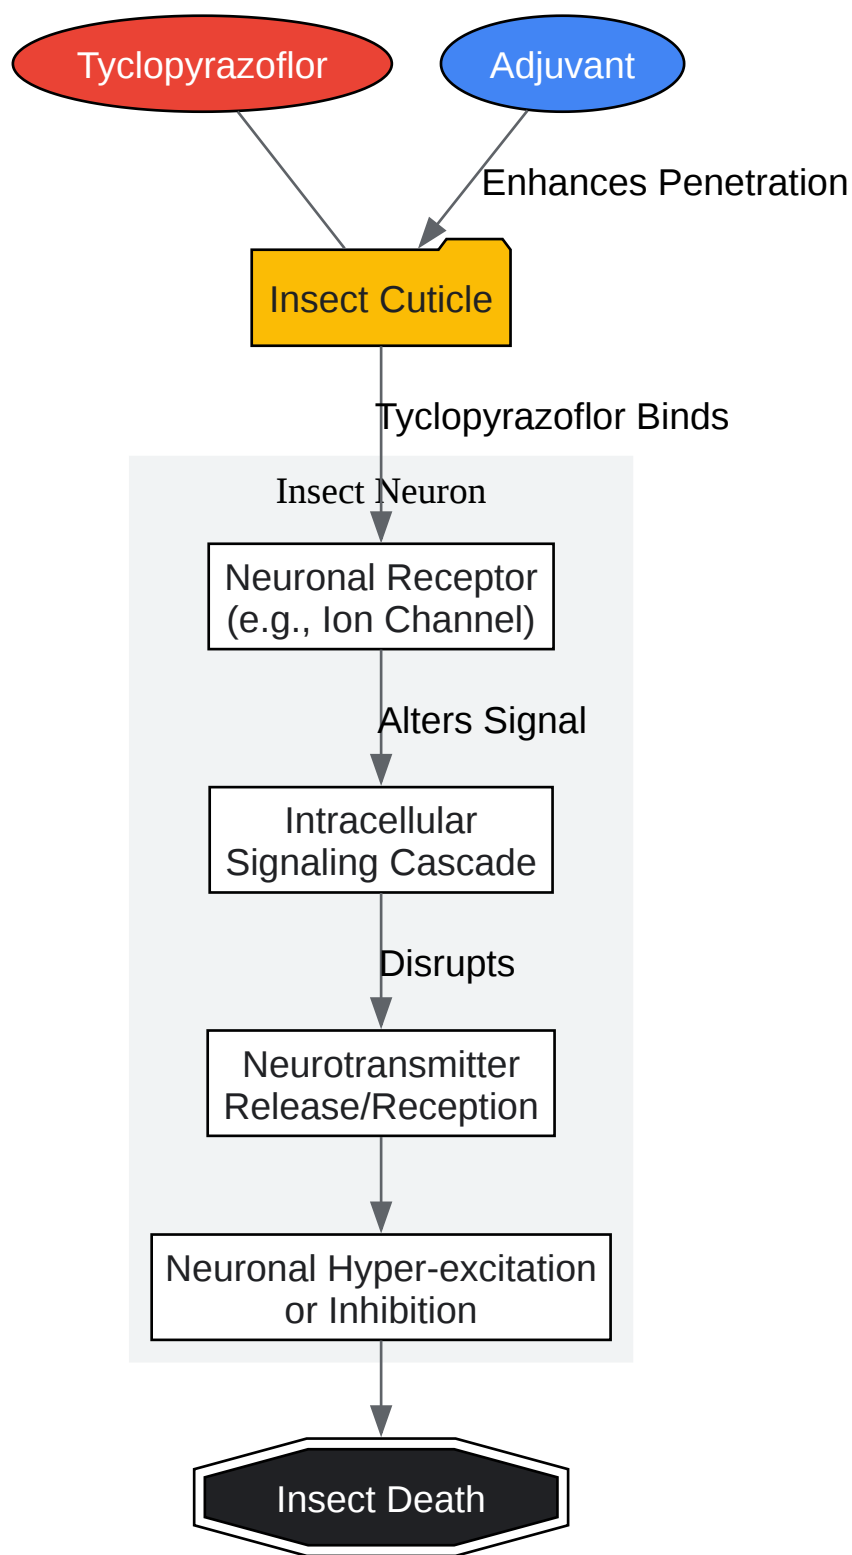 Tyclopyrazoflor
Adjuvant
Enhances Penetration
Insect Cuticle
Tyclopyrazoflor Binds
Insect Neuron
Neuronal Receptor
(e.g., Ion Channel)
Alters Signal
Intracellular
Signaling Cascade
Disrupts
Neurotransmitter
Release/Reception
Neuronal Hyper-excitation
or Inhibition
Insect Death